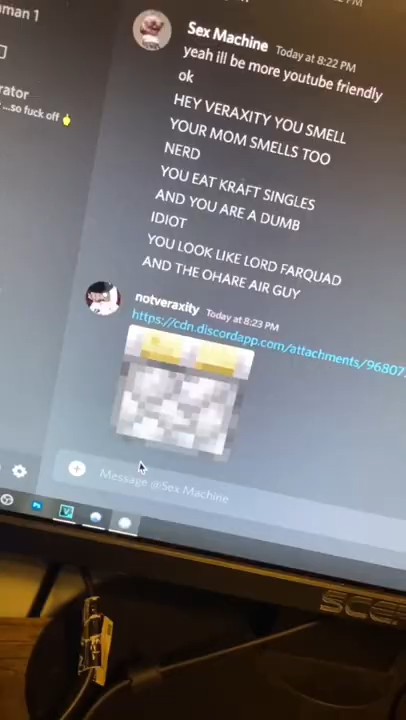 man 1
Sex Machine Today at 8:22 PM
yeah ill be more youtube friendly
ok
HEY VERAXITY YOU SMELL
YOUR MOM SMELLS TOO
NERD
YOU EAT KRAFT SINGLES
AND YOU ARE A DUMB
IDIOT
YOU LOOK LIKE LORD FARQUAD
AND THE OHARE AIR GUY
rator
...so fuck off
notveraxity Today at 8:23 PM
https://cdn.discordapp.com/attachments/96807
Message @Sex Machine
SCE